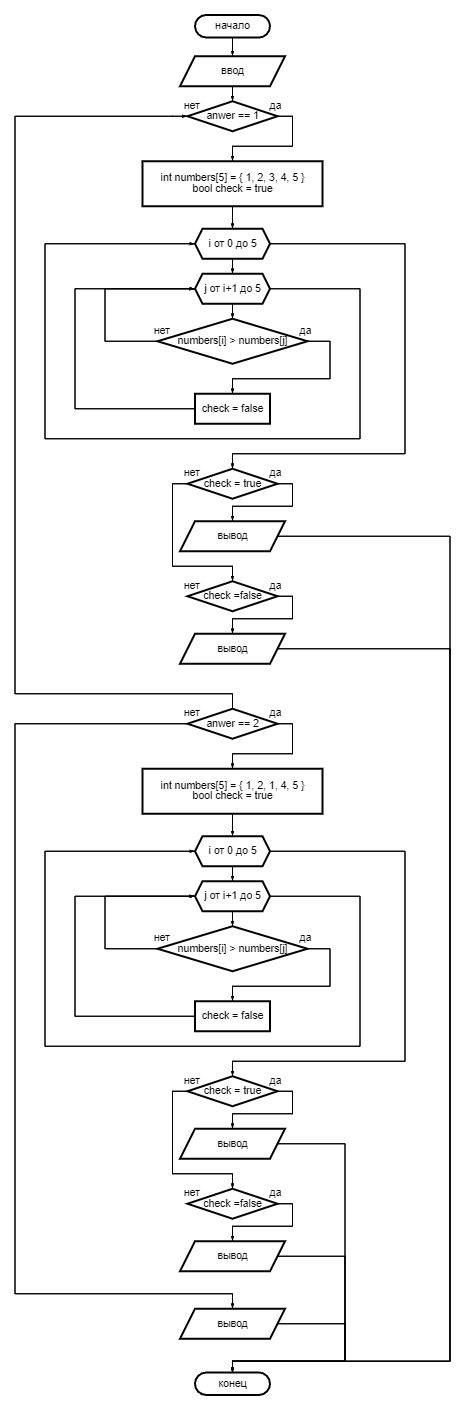 начало
ввод
нет
да
anwer == 1
int numbers[5] = { 1, 2, 3, 4, 5 }
bool check = true
i от 0 до 5
j от i+1 до 5
нет
да
numbers[i] > numbers[j]
check = false
нет
да
check = true
вывод
нет
да
check =false
вывод
нет
да
anwer == 2
int numbers[5] = { 1, 2, 1, 4, 5 }
bool check = true
i от 0 до 5
j от i+1 до 5
нет
да
numbers[i] > numbers[j]
check = false
нет
да
check = true
вывод
нет
да
check =false
вывод
вывод
конец